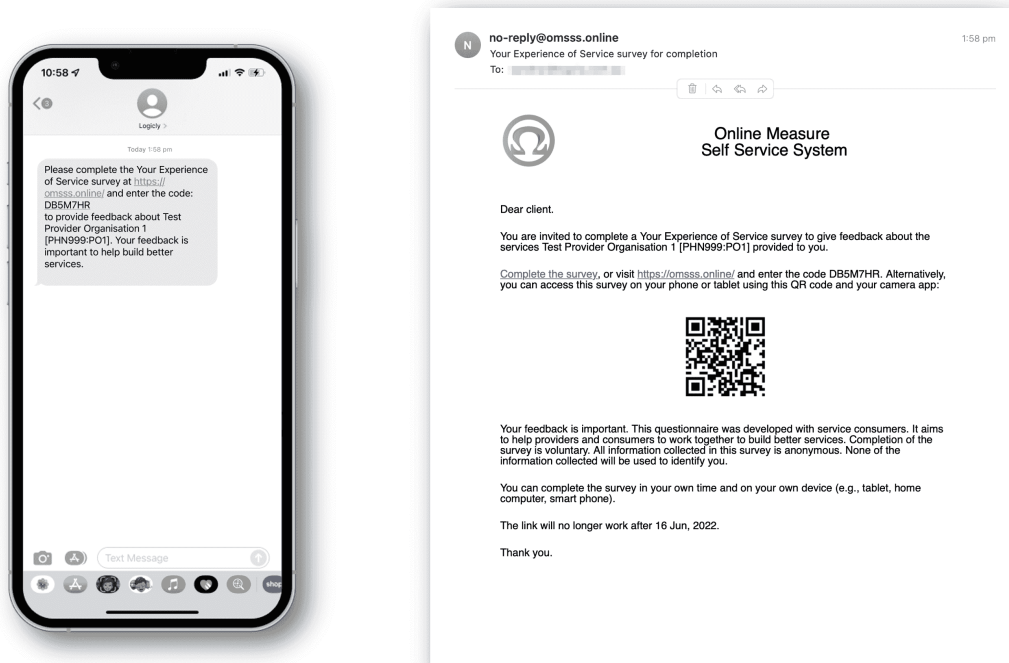 10:58
3
Logicly >
Today 1:58 pm
Please complete the Your Experience
of Service survey at https://
omsss.online/ and enter the code:
DB5M7HR
to provide feedback about Test
Provider Organisation 1
[PHN999:PO1]. Your feedback is
important to help build better
services.
Text Message
shop
N
no-reply@omsss.online
1:58 pm
Your Experience of Service survey for completion
To:
Online Measure
Self Service System
Dear client.
You are invited to complete a Your Experience of Service survey to give feedback about the
services Test Provider Organisation 1 [PHN999:PO1] provided to you.
Complete the survey, or visit https://omsss.online/ and enter the code DB5M7HR. Alternatively,
you can access this survey on your phone or tablet using this QR code and your camera app:
Your feedback is important. This questionnaire was developed with service consumers. It aims
to help providers and consumers to work together to build better services. Completion of the
survey is voluntary. All information collected in this survey is anonymous. None of the
information collected will be used to identify you.
You can complete the survey in your own time and on your own device (e.g., tablet, home
computer, smart phone).
The link will no longer work after 16 Jun, 2022.
Thank you.